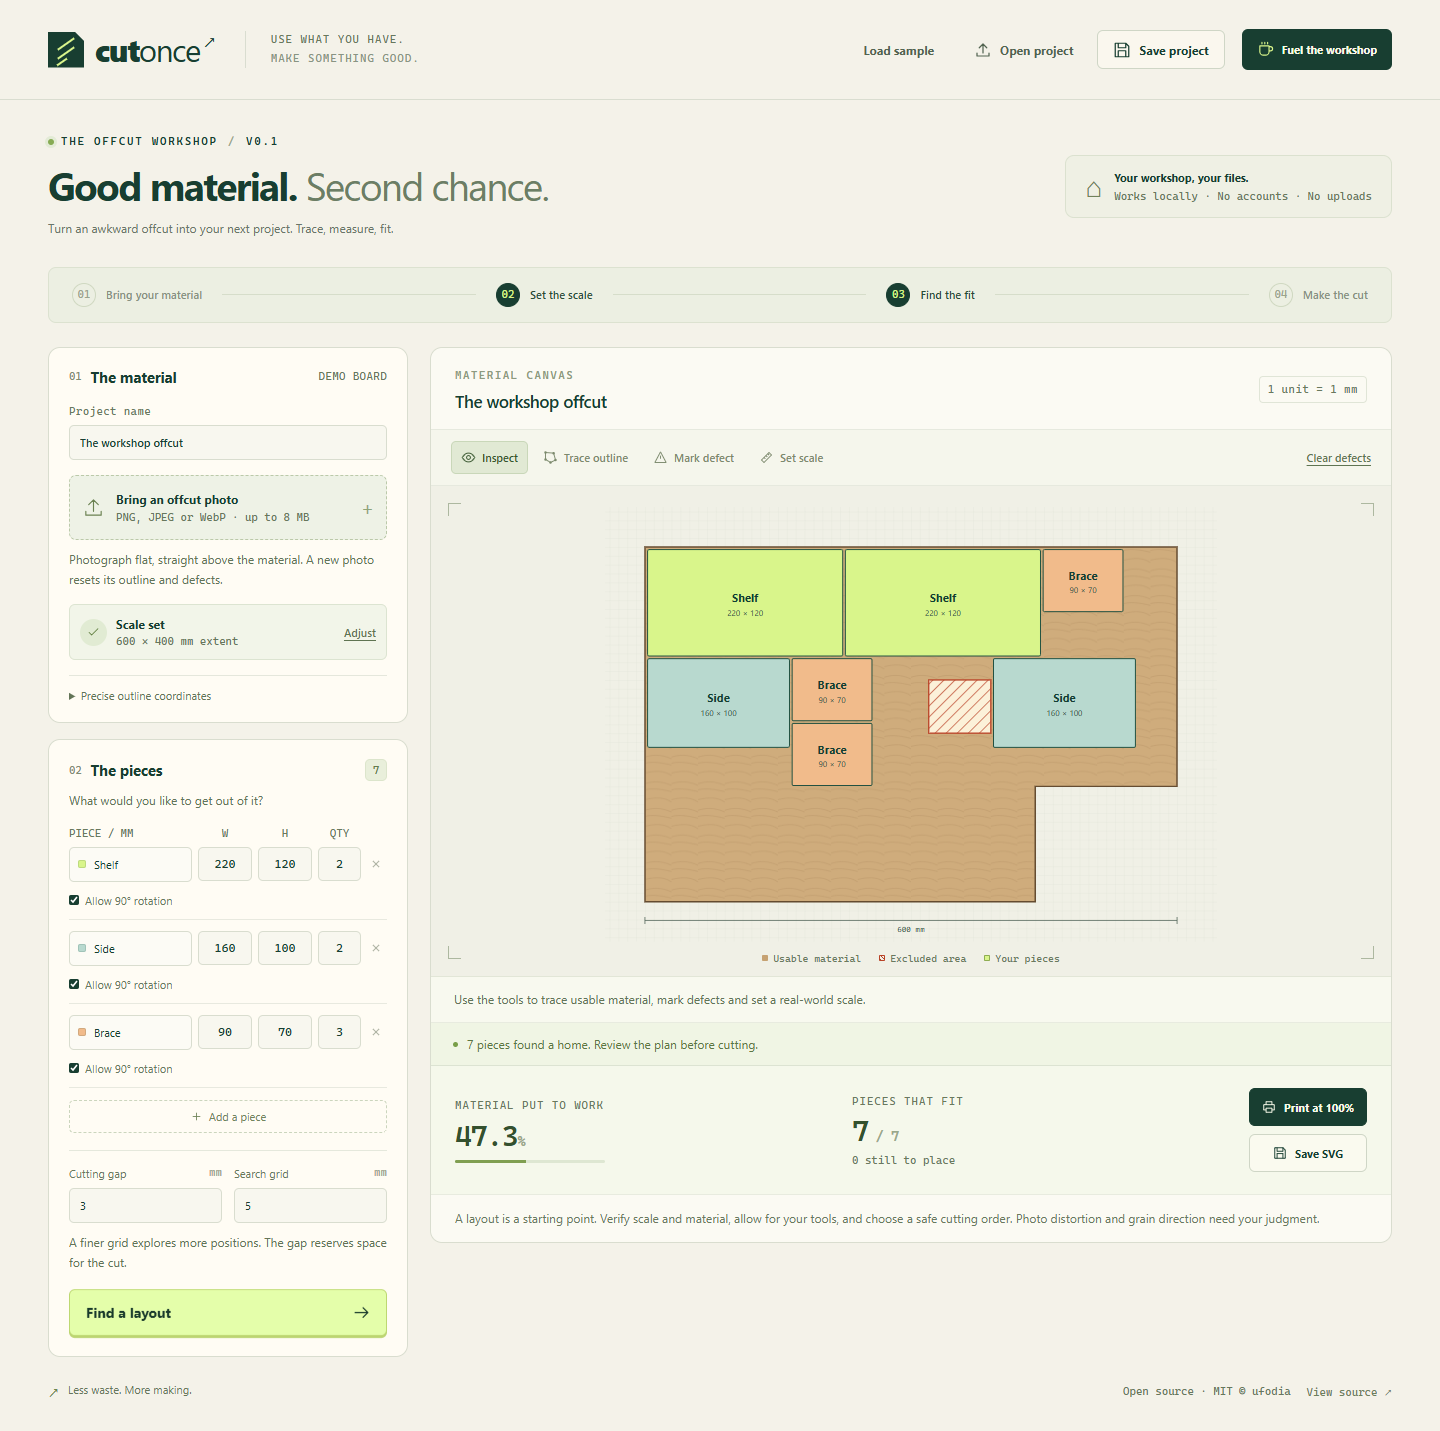 cutonce↗
USE WHAT YOU HAVE.
MAKE SOMETHING GOOD.
Load sample
Open project
Save project
Fuel the workshop
THE OFFCUT WORKSHOP / V0.1
Good material. Second chance.
Turn an awkward offcut into your next project. Trace, measure, fit.
Your workshop, your files.
Works locally · No accounts · No uploads
01 Bring your material
02 Set the scale
03 Find the fit
04 Make the cut
01 The material
DEMO BOARD
Project name
The workshop offcut
Bring an offcut photo
PNG, JPEG or WebP · up to 8 MB
+
Photograph flat, straight above the material. A new photo
resets its outline and defects.
Scale set
600 × 400 mm extent
Adjust
▶ Precise outline coordinates
02 The pieces
7
What would you like to get out of it?
PIECE / MM W H QTY
Shelf 220 120 2 ×
Allow 90° rotation
Side 160 100 2 ×
Allow 90° rotation
Brace 90 70 3 ×
Allow 90° rotation
+ Add a piece
Cutting gap mm
Search grid mm
3
5
A finer grid explores more positions. The gap reserves space
for the cut.
Find a layout →
MATERIAL CANVAS
The workshop offcut
1 unit = 1 mm
Inspect
Trace outline
Mark defect
Set scale
Clear defects
Shelf
220 × 120
Shelf
220 × 120
Brace
90 × 70
Side
160 × 100
Brace
90 × 70
Side
160 × 100
Brace
90 × 70
600 mm
Usable material
Excluded area
Your pieces
Use the tools to trace usable material, mark defects and set a real-world scale.
7 pieces found a home. Review the plan before cutting.
MATERIAL PUT TO WORK
47.3%
PIECES THAT FIT
7 / 7
0 still to place
Print at 100%
Save SVG
A layout is a starting point. Verify scale and material, allow for your tools, and choose a safe cutting order. Photo distortion and grain direction need your judgment.
↗ Less waste. More making.
Open source · MIT © ufodia
View source ↗